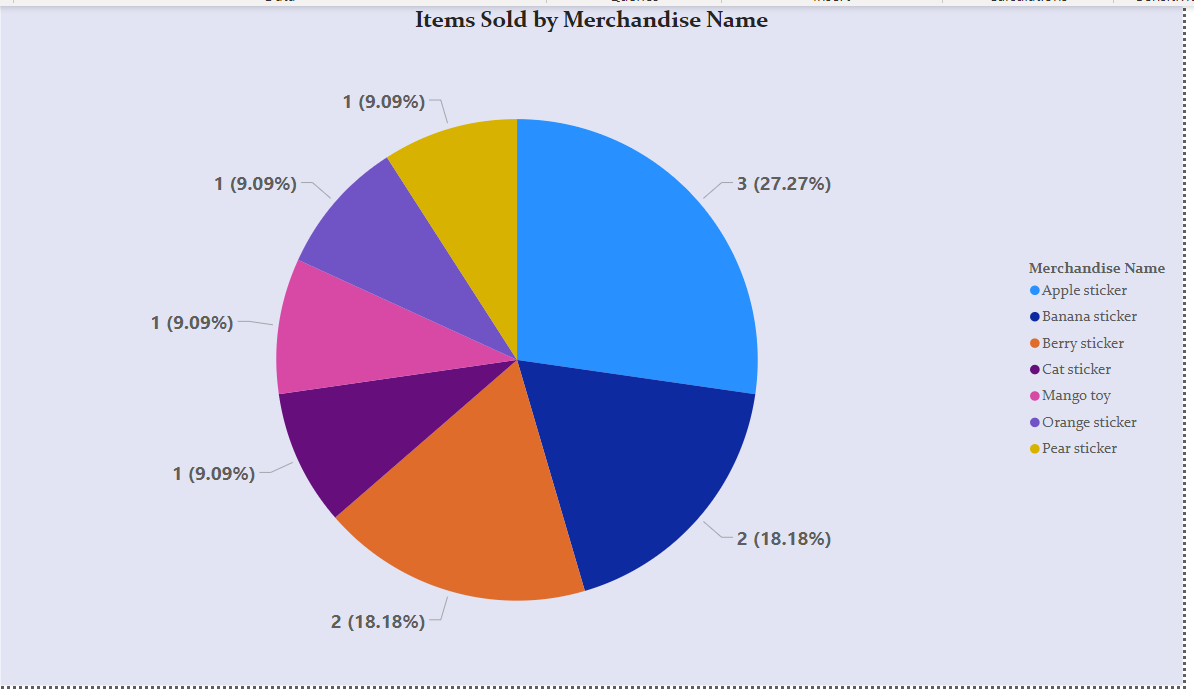 Items Sold by Merchandise Name
1 (9.09%)
1 (9.09%)
3 (27.27%)
Merchandise Name
Apple sticker
Banana sticker
1 (9.09%)
Berry sticker
Cat sticker
Mango toy
Orange sticker
Pear sticker
1 (9.09%)
2 (18.18%)
2 (18.18%)